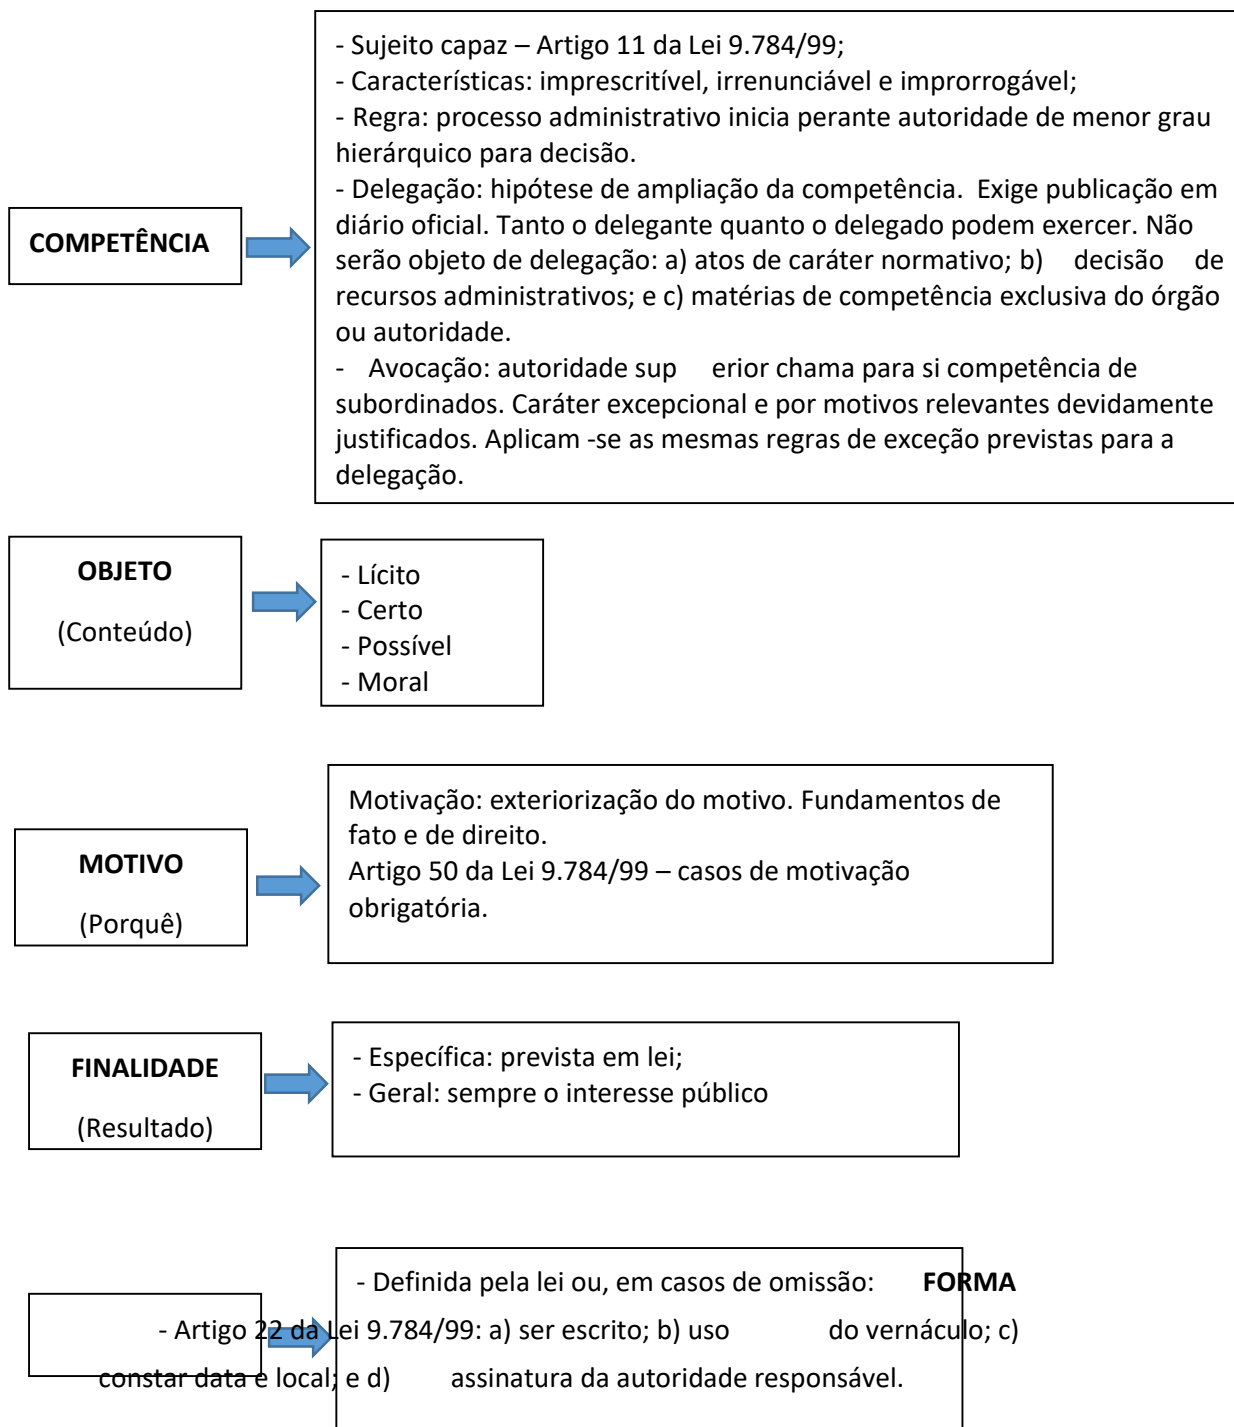 - Sujeito capaz – Artigo 11 da Lei 9.784/99;
- Características: imprescritível, irrenunciável e improrrogável;
- Regra: processo administrativo inicia perante autoridade de menor grau
hierárquico para decisão.
- Delegação: hipótese de ampliação da competência. Exige publicação em
diário oficial. Tanto o delegante quanto o delegado podem exercer. Não
serão objeto de delegação: a) atos de caráter normativo; b) decisão de
recursos administrativos; e c) matérias de competência exclusiva do órgão
ou autoridade.
- Avocação: autoridade sup erior chama para si competência de
subordinados. Caráter excepcional e por motivos relevantes devidamente
justificados. Aplicam -se as mesmas regras de exceção previstas para a
delegação.
COMPETÊNCIA
OBJETO
(Conteúdo)
- Lícito
- Certo
- Possível
- Moral
MOTIVO
(Porquê)
Motivação: exteriorização do motivo. Fundamentos de
fato e de direito.
Artigo 50 da Lei 9.784/99 – casos de motivação
obrigatória.
FINALIDADE
(Resultado)
- Específica: prevista em lei;
- Geral: sempre o interesse público
- Definida pela lei ou, em casos de omissão: FORMA
- Artigo 22 da Lei 9.784/99: a) ser escrito; b) uso do vernáculo; c)
constar data e local; e d) assinatura da autoridade responsável.